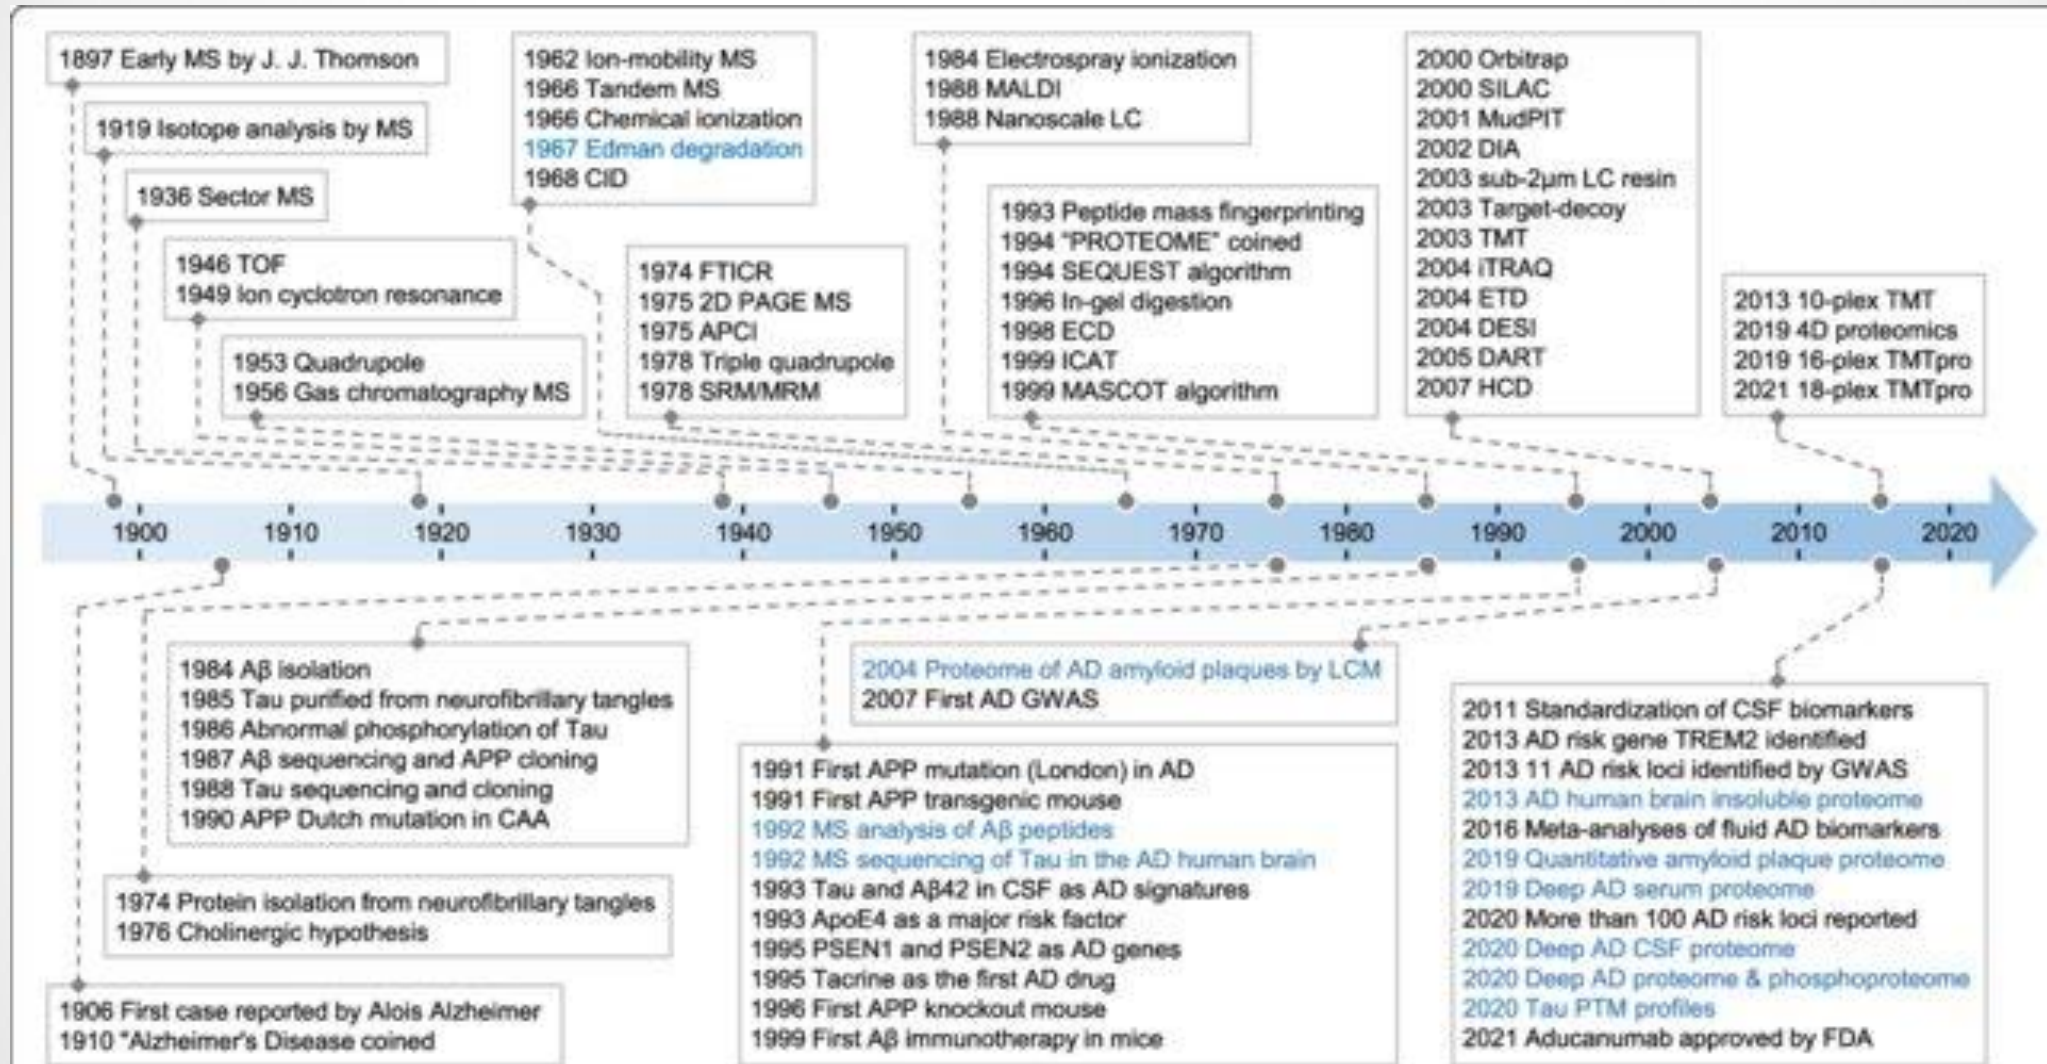 1897 Early MS by J. J. Thomson
1919 Isotope analysis by MS
1936 Sector MS
1946 TOF
1949 Ion cyclotron resonance
1953 Quadrupole
1956 Gas chromatography MS
1962 Ion-mobility MS
1966 Tandem MS
1966 Chemical ionization
1967 Edman degradation
1968 CID
1974 FTICR
1975 2D PAGE MS
1975 APCI
1978 Triple quadrupole
1978 SRM/MRM
1984 Electrospray ionization
1988 MALDI
1988 Nanoscale LC
1993 Peptide mass fingerprinting
1994 "PROTEOME" coined
1994 SEQUEST algorithm
1996 In-gel digestion
1998 ECD
1999 ICAT
1999 MASCOT algorithm
2000 Orbitrap
2000 SILAC
2001 MudPIT
2002 DIA
2003 sub-2μm LC resin
2003 Target-decoy
2003 TMT
2004 iTRAQ
2004 ETD
2004 DESI
2005 DART
2007 HCD
2013 10-plex TMT
2019 4D proteomics
2019 16-plex TMTpro
2021 18-plex TMTpro
1900 1910 1920 1930 1940 1950 1960 1970 1980 1990 2000 2010 2020
1984 Aβ isolation
1985 Tau purified from neurofibrillary tangles
1986 Abnormal phosphorylation of Tau
1987 Aβ sequencing and APP cloning
1988 Tau sequencing and cloning
1990 APP Dutch mutation in CAA
1974 Protein isolation from neurofibrillary tangles
1976 Cholinergic hypothesis
1906 First case reported by Alois Alzheimer
1910 "Alzheimer's Disease coined
2004 Proteome of AD amyloid plaques by LCM
2007 First AD GWAS
1991 First APP mutation (London) in AD
1991 First APP transgenic mouse
1992 MS analysis of Aβ peptides
1992 MS sequencing of Tau in the AD human brain
1993 Tau and Aβ42 in CSF as AD signatures
1993 ApoE4 as a major risk factor
1995 PSEN1 and PSEN2 as AD genes
1995 Tacrine as the first AD drug
1996 First APP knockout mouse
1999 First Aβ immunotherapy in mice
2011 Standardization of CSF biomarkers
2013 AD risk gene TREM2 identified
2013 11 AD risk loci identified by GWAS
2013 AD human brain insoluble proteome
2016 Meta-analyses of fluid AD biomarkers
2019 Quantitative amyloid plaque proteome
2019 Deep AD serum proteome
2020 More than 100 AD risk loci reported
2020 Deep AD CSF proteome
2020 Deep AD proteome & phosphoproteome
2020 Tau PTM profiles
2021 Aducanumab approved by FDA